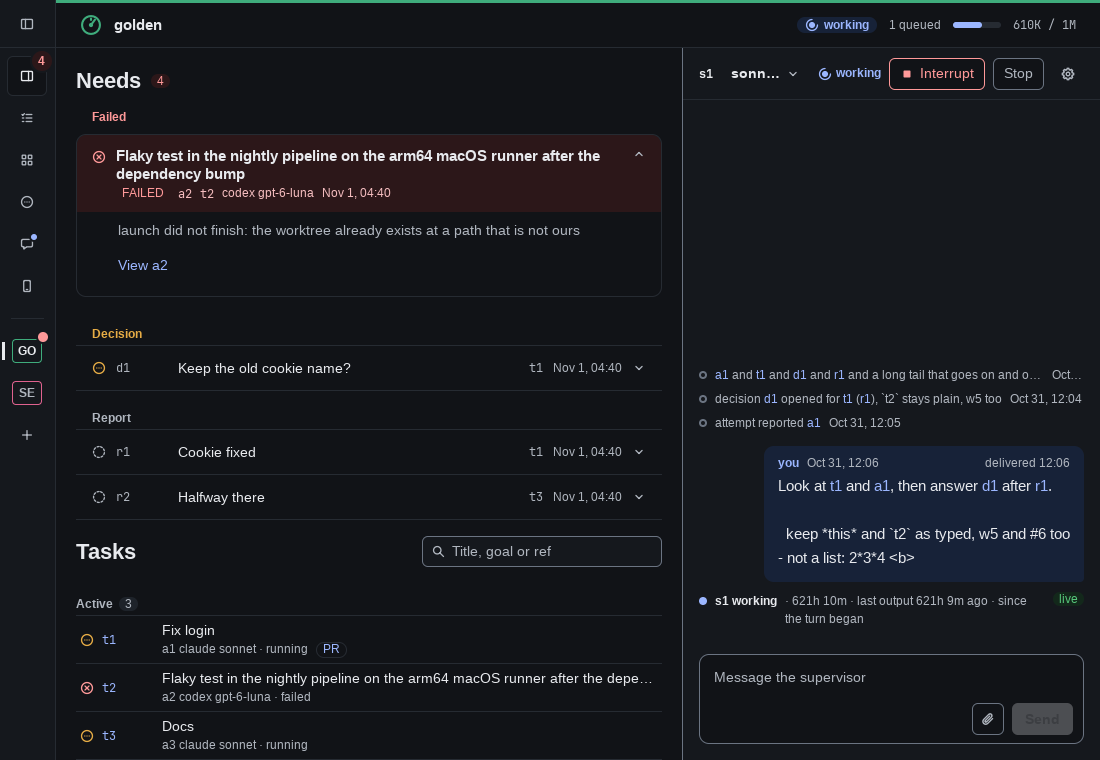 golden
working
1 queued
610K / 1M
4
GO
SE
Needs 4
Failed
Flaky test in the nightly pipeline on the arm64 macOS runner after the
dependency bump
FAILED a2 t2 codex gpt-6-luna Nov 1, 04:40
launch did not finish: the worktree already exists at a path that is not ours
View a2
Decision
d1 Keep the old cookie name? t1 Nov 1, 04:40
Report
r1 Cookie fixed t1 Nov 1, 04:40
r2 Halfway there t3 Nov 1, 04:40
Tasks
Title, goal or ref
Active 3
t1 Fix login
a1 claude sonnet · running PR
t2 Flaky test in the nightly pipeline on the arm64 macOS runner after the depe…
a2 codex gpt-6-luna · failed
t3 Docs
a3 claude sonnet · running
s1 sonn… working Interrupt Stop
a1 and t1 and d1 and r1 and a long tail that goes on and o… Oct…
decision d1 opened for t1 (r1), `t2` stays plain, w5 too Oct 31, 12:04
attempt reported a1 Oct 31, 12:05
you Oct 31, 12:06 delivered 12:06
Look at t1 and a1, then answer d1 after r1.
keep *this* and `t2` as typed, w5 and #6 too
- not a list: 2*3*4 <b>
s1 working · 621h 10m · last output 621h 9m ago · since
the turn began
live
Message the supervisor
Send